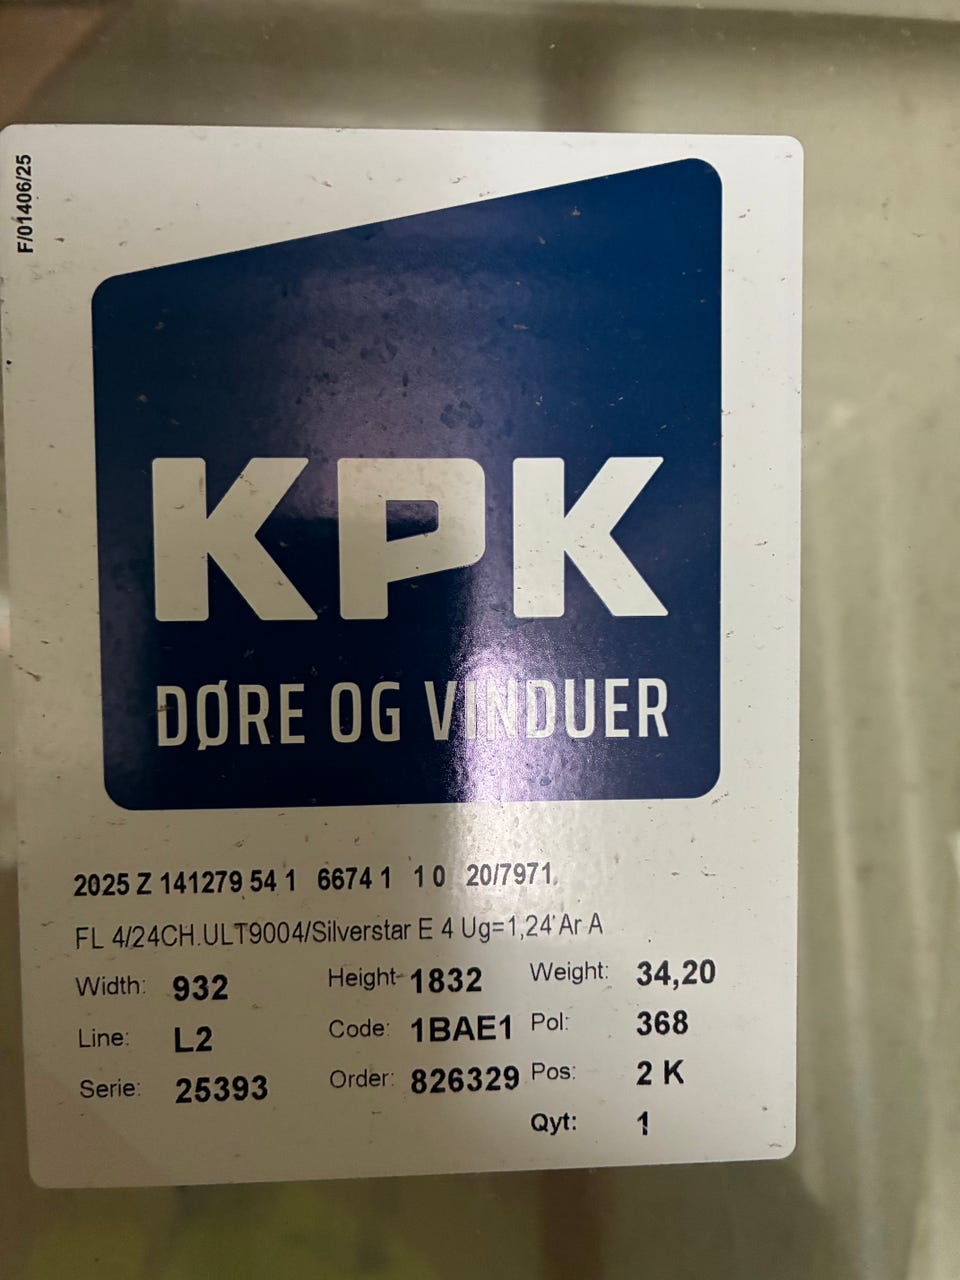 F/01406/25
KPK
DØRE OG VINDUER
2025 Z 141279 54 1 6674 1 1 0 20/7971
FL 4/24CH.ULT9004/Silverstar E 4 Ug=1,24 Ar A
Width: 932 Height 1832 Weight: 34,20
Line: L2 Code: 1BAE1 Pol: 368
Serie: 25393 Order: 826329 Pos: 2 K
Qyt: 1